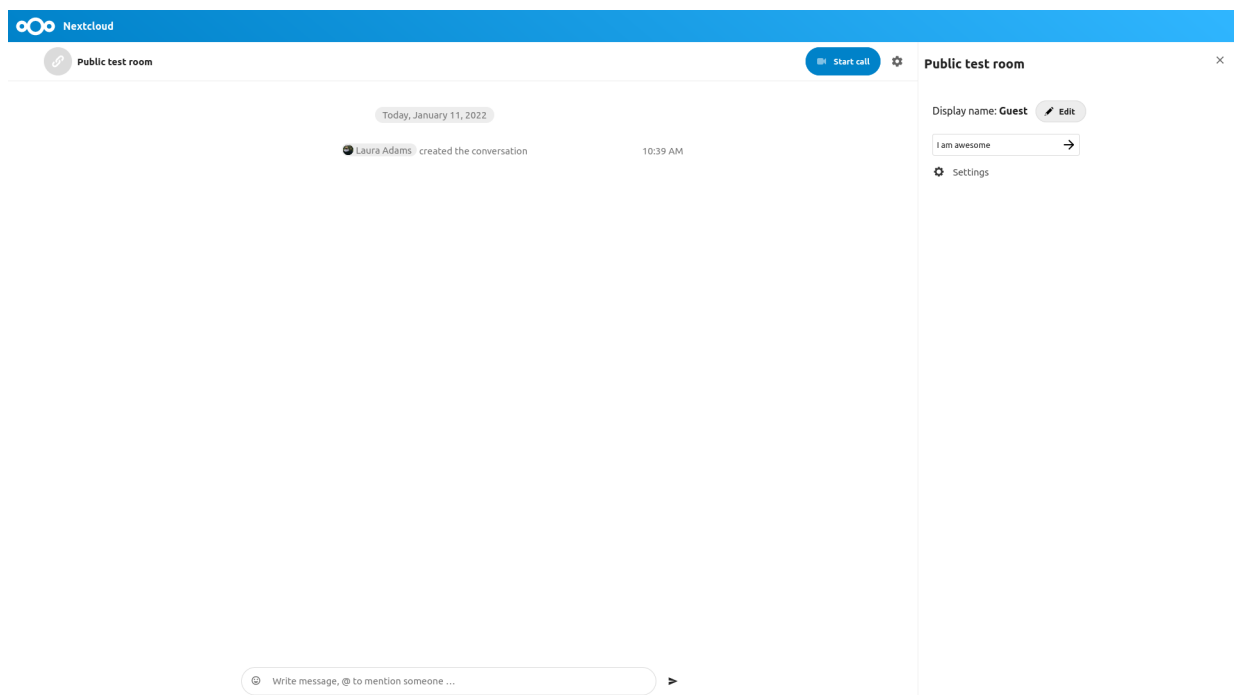 Nextcloud
Public test room
Start call
Today, January 11, 2022
Laura Adams created the conversation 10:39 AM
Write message, @ to mention someone ...
Public test room
Display name: Guest Edit
I am awesome
Settings